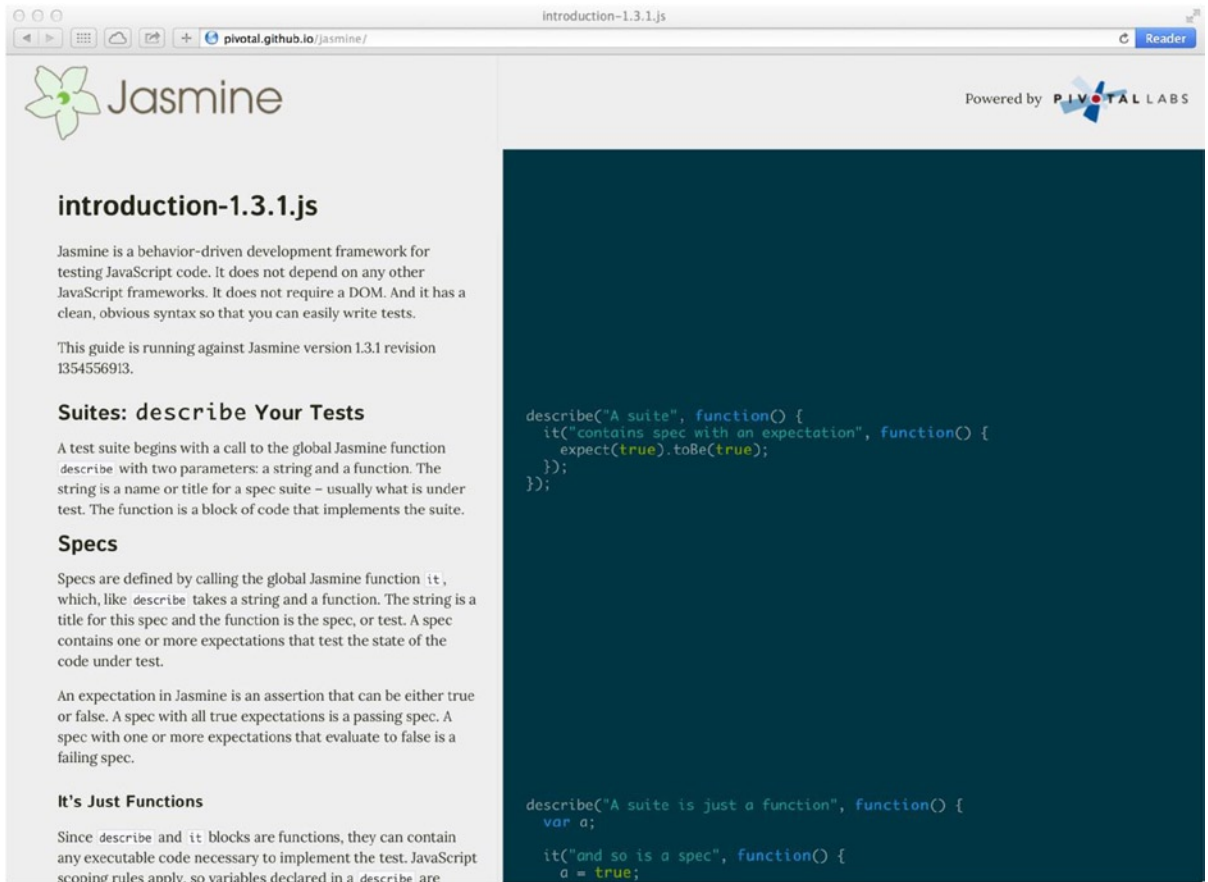 introduction-1.3.1.js
pivotal.github.io/jasmine/
Reader
Jasmine
Powered by PIVOTAL LABS
introduction-1.3.1.js
Jasmine is a behavior-driven development framework for
testing JavaScript code. It does not depend on any other
JavaScript frameworks. It does not require a DOM. And it has a
clean, obvious syntax so that you can easily write tests.
This guide is running against Jasmine version 1.3.1 revision
1354556913.
Suites: describe Your Tests
A test suite begins with a call to the global Jasmine function
describe with two parameters: a string and a function. The
string is a name or title for a spec suite – usually what is under
test. The function is a block of code that implements the suite.
describe("A suite", function() {
  it("contains spec with an expectation", function() {
    expect(true).toBe(true);
  });
});
Specs
Specs are defined by calling the global Jasmine function it,
which, like describe takes a string and a function. The string is a
title for this spec and the function is the spec, or test. A spec
contains one or more expectations that test the state of the
code under test.
An expectation in Jasmine is an assertion that can be either true
or false. A spec with all true expectations is a passing spec. A
spec with one or more expectations that evaluate to false is a
failing spec.
It's Just Functions
Since describe and it blocks are functions, they can contain
any executable code necessary to implement the test. JavaScript
scoping rules apply, so variables declared in a describe are
describe("A suite is just a function", function() {
  var a;
  it("and so is a spec", function() {
    a = true;